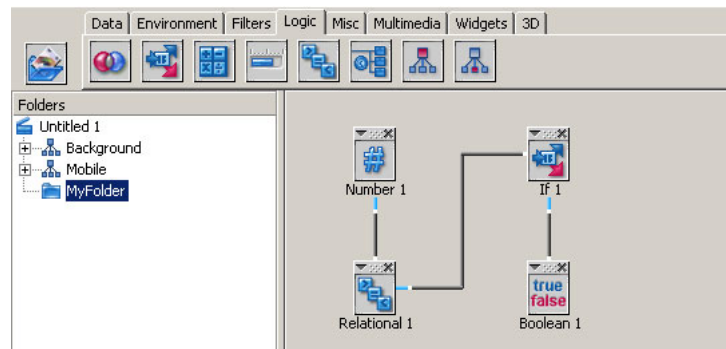 Data Environment Filters Logic Misc Multimedia Widgets 3D
Folders
Untitled 1
Background
Mobile
MyFolder
Number 1
If 1
Relational 1
true
false
Boolean 1